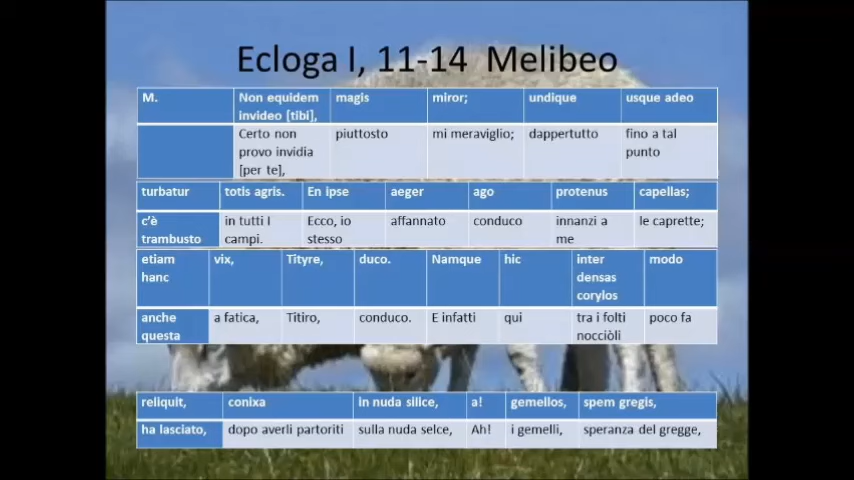 Ecloga I, 11-14 Melibeo
M. Non equidem invideo [tibi], magis miror; undique usque adeo
Certo non provo invidia [per te], piuttosto mi meraviglio; dappertutto fino a tal punto
turbatur totis agris. En ipse aeger ago protenus capellas;
c'è trambusto in tutti I campi. Ecco, io stesso affannato conduco innanzi a me le caprette;
etiam hanc vix, Tityre, duco. Namque hic inter densas corylos modo
anche questa a fatica, Titiro, conduco. E infatti qui tra i folti nocciòli poco fa
reliquit, conixa in nuda silice, a! gemellos, spem gregis,
ha lasciato, dopo averli partoriti sulla nuda selce, Ah! i gemelli, speranza del gregge,